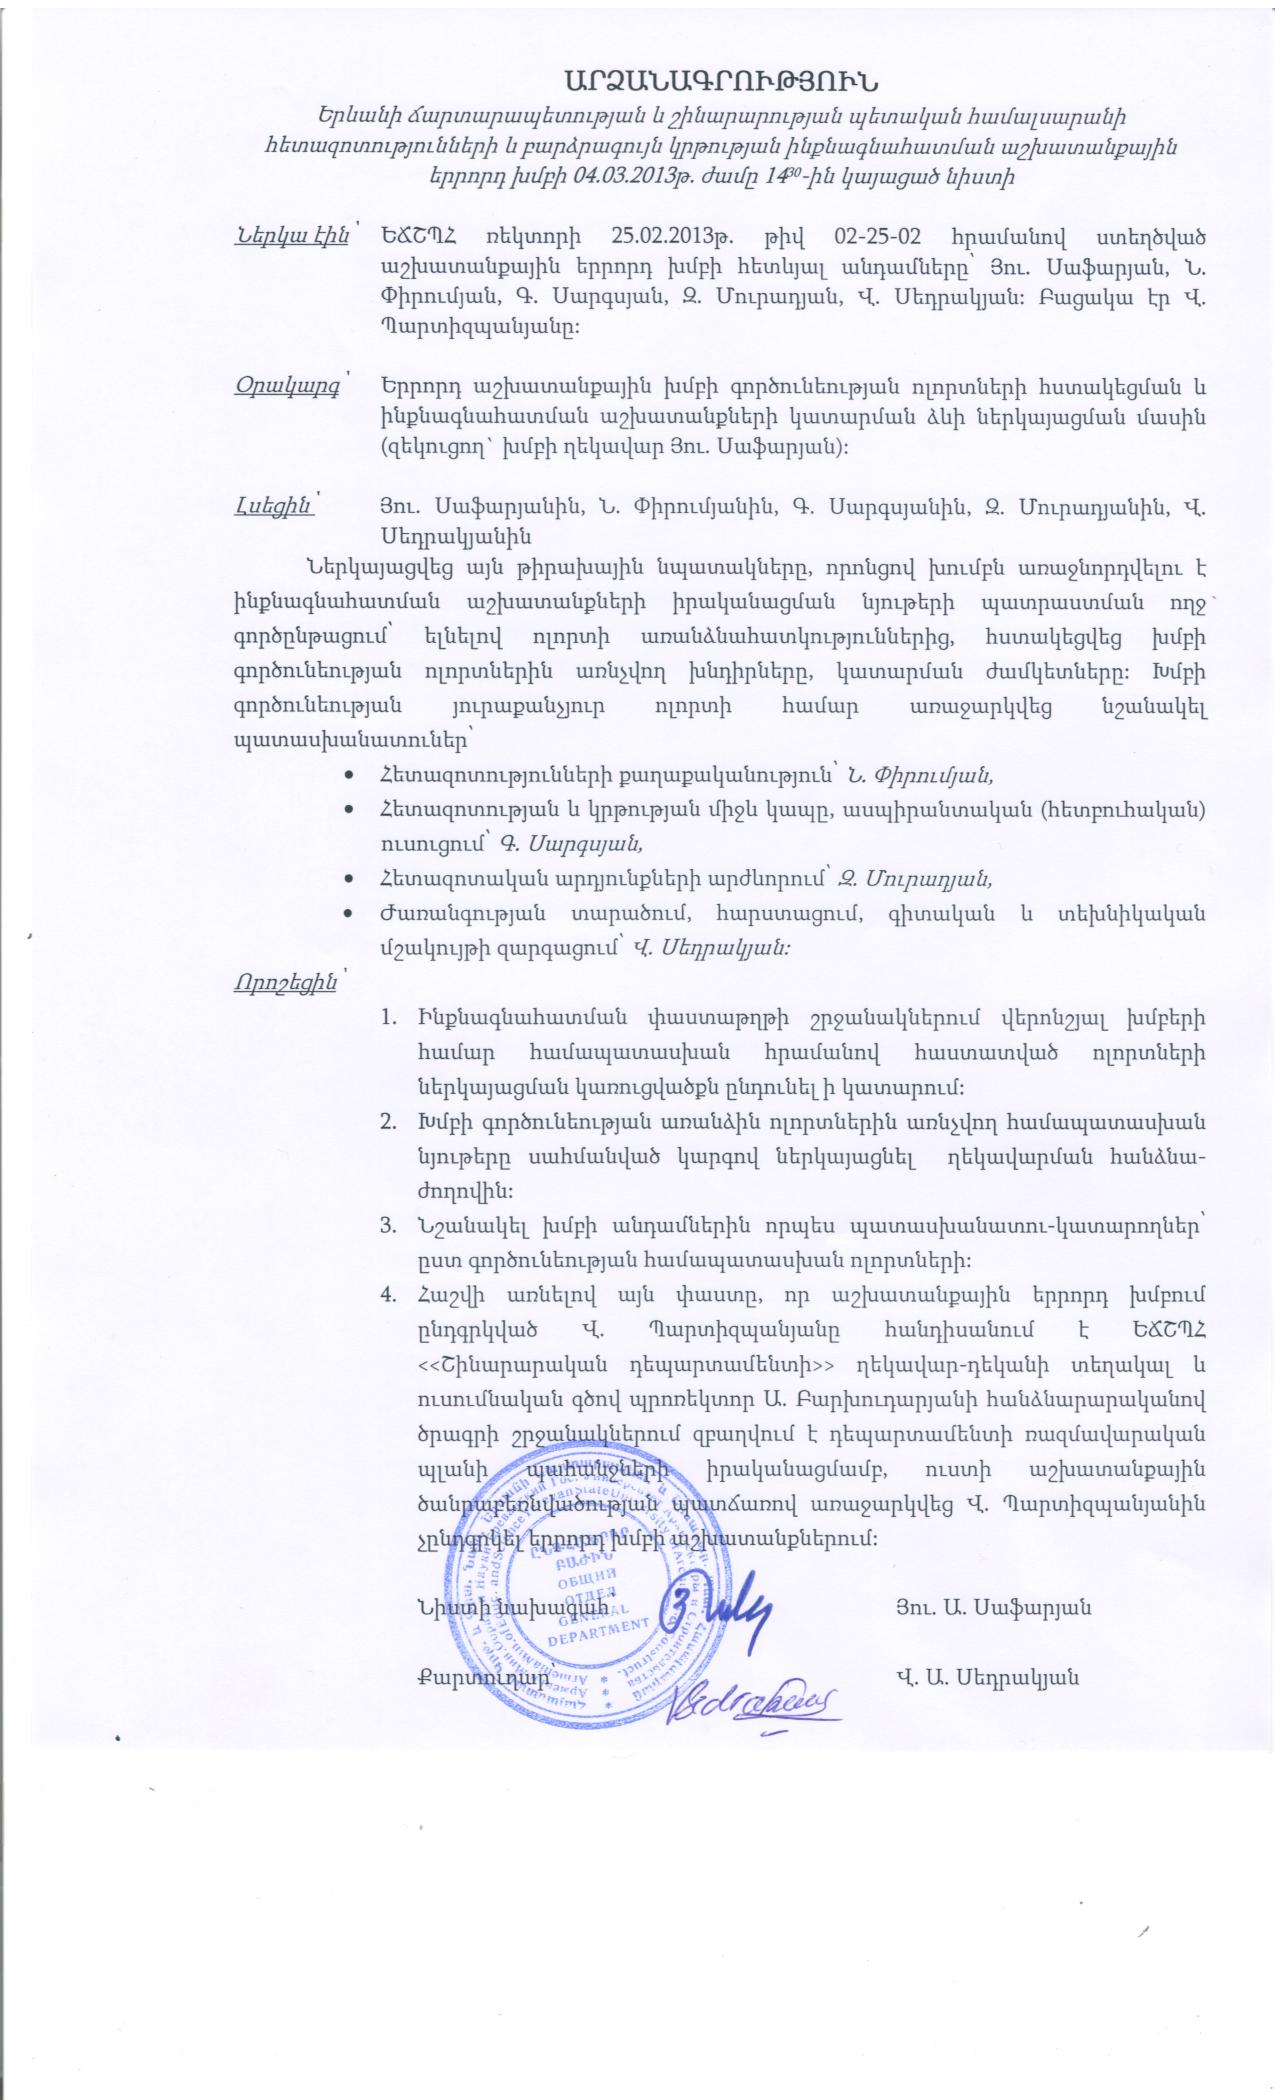 ԱՐՁԱՆԱԳՐՈՒԹՅՈՒՆ
Երևանի ճարտարապետության և շինարարության պետական համալսարանի
հետազոտությունների և բարձրագույն կրթության ինքնագնահատման աշխատանքային
երրորդ խմբի 04.03.2013թ. ժամը 14³⁰-ին կայացած նիստի
Ներկա էին՝ ԵՃՇՊՀ ռեկտորի 25.02.2013թ. թիվ 02-25-02 հրամանով ստեղծված
աշխատանքային երրորդ խմբի հետևյալ անդամները՝ Յու. Սաֆարյան, Ն.
Փիրումյան, Գ. Սարգսյան, Զ. Մուրադյան, Վ. Սեդրակյան: Բացակա էր Վ.
Պարտիզպանյանը:
Օրակարգ՝ Երրորդ աշխատանքային խմբի գործունեության ոլորտների հստակեցման և
ինքնագնահատման աշխատանքների կատարման ձևի ներկայացման մասին
(զեկուցող՝ խմբի ղեկավար Յու. Սաֆարյան):
Լսեցին՝ Յու. Սաֆարյանին, Ն. Փիրումյանին, Գ. Սարգսյանին, Զ. Մուրադյանին, Վ.
Սեդրակյանին
Ներկայացվեց այն թիրախային նպատակները, որոնցով խումբն առաջնորդվելու է
ինքնագնահատման աշխատանքների իրականացման նյութերի պատրաստման ողջ
գործընթացում՝ ելնելով ոլորտի առանձնահատկություններից, հստակեցվեց խմբի
գործունեության ոլորտներին առնչվող խնդիրները, կատարման ժամկետները: Խմբի
գործունեության յուրաքանչյուր ոլորտի համար առաջարկվեց նշանակել
պատասխանատուներ՝
• Հետազոտությունների քաղաքականություն՝ Ն. Փիրումյան,
• Հետազոտության և կրթության միջև կապը, ասպիրանտական (հետբուհական)
ուսուցում՝ Գ. Սարգսյան,
• Հետազոտական արդյունքների արժևորում՝ Զ. Մուրադյան,
• Ժառանգության տարածում, հարստացում, գիտական և տեխնիկական
մշակույթի զարգացում՝ Վ. Սեդրակյան:
Որոշեցին՝
1. Ինքնագնահատման փաստաթղթի շրջանակներում վերոնշյալ խմբերի
համար համապատասխան հրամանով հաստատված ոլորտների
ներկայացման կառուցվածքն ընդունել ի կատարում:
2. Խմբի գործունեության առանձին ոլորտներին առնչվող համապատասխան
նյութերը սահմանված կարգով ներկայացնել ղեկավարման հանձնա-
ժողովին:
3. Նշանակել խմբի անդամներին որպես պատասխանատու-կատարողներ՝
ըստ գործունեության համապատասխան ոլորտների:
4. Հաշվի առնելով այն փաստը, որ աշխատանքային երրորդ խմբում
ընդգրկված Վ. Պարտիզպանյանը հանդիսանում է ԵՃՇՊՀ
<<Շինարարական դեպարտամենտի>> ղեկավար-դեկանի տեղակալ և
ուսումնական գծով պրոռեկտոր Ա. Բարխուդարյանի հանձնարարականով
ծրագրի շրջանակներում զբաղվում է դեպարտամենտի ռազմավարական
պլանի պահանջների իրականացմամբ, ուստի աշխատանքային
ծանրաբեռնվածության պատճառով առաջարկվեց Վ. Պարտիզպանյանին
չընդգրկել երրորդ խմբի աշխատանքներում:
ԸՆԴՀԱՆՈՒՐ
ԲԱԺԻՆ
ОБЩИЙ
ОТДЕЛ
GENERAL
DEPARTMENT
Նիստի նախագահ՝ Յու. Ա. Սաֆարյան
Քարտուղար՝ Վ. Ա. Սեդրակյան